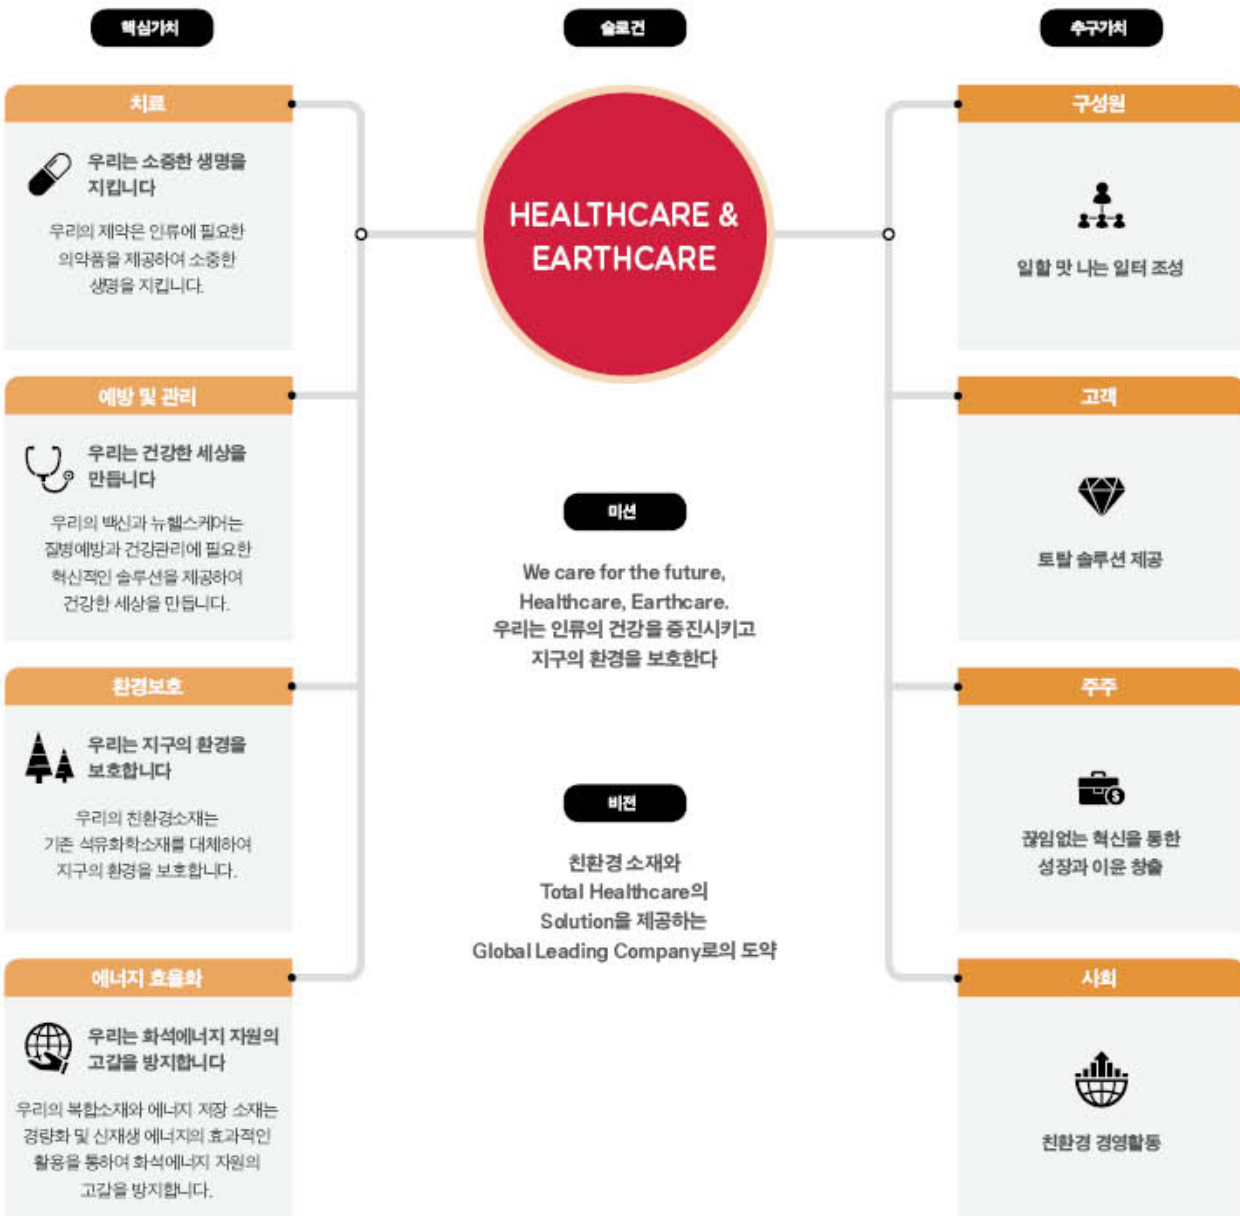 핵심가치
치료
우리는 소중한 생명을
지킵니다
우리의 제약은 인류에 필요한
의약품을 제공하여 소중한
생명을 지킵니다.
예방 및 관리
우리는 건강한 세상을
만듭니다
우리의 백신과 뉴헬스케어는
질병예방과 건강관리에 필요한
혁신적인 솔루션을 제공하여
건강한 세상을 만듭니다.
환경보호
우리는 지구의 환경을
보호합니다
우리의 친환경소재는
기존 석유화학소재를 대체하여
지구의 환경을 보호합니다.
에너지 효율화
우리는 화석에너지 자원의
고갈을 방지합니다
우리의 복합소재와 에너지 저장 소재는
경량화 및 신재생 에너지의 효과적인
활용을 통하여 화석에너지 자원의
고갈을 방지합니다.
슬로건
HEALTHCARE &
EARTHCARE
미션
We care for the future,
Healthcare, Earthcare.
우리는 인류의 건강을 증진시키고
지구의 환경을 보호한다
비전
친환경 소재와
Total Healthcare의
Solution을 제공하는
Global Leading Company로의 도약
추구가치
구성원
일할 맛 나는 일터 조성
고객
토탈 솔루션 제공
주주
끊임없는 혁신을 통한
성장과 이윤 창출
사회
친환경 경영활동